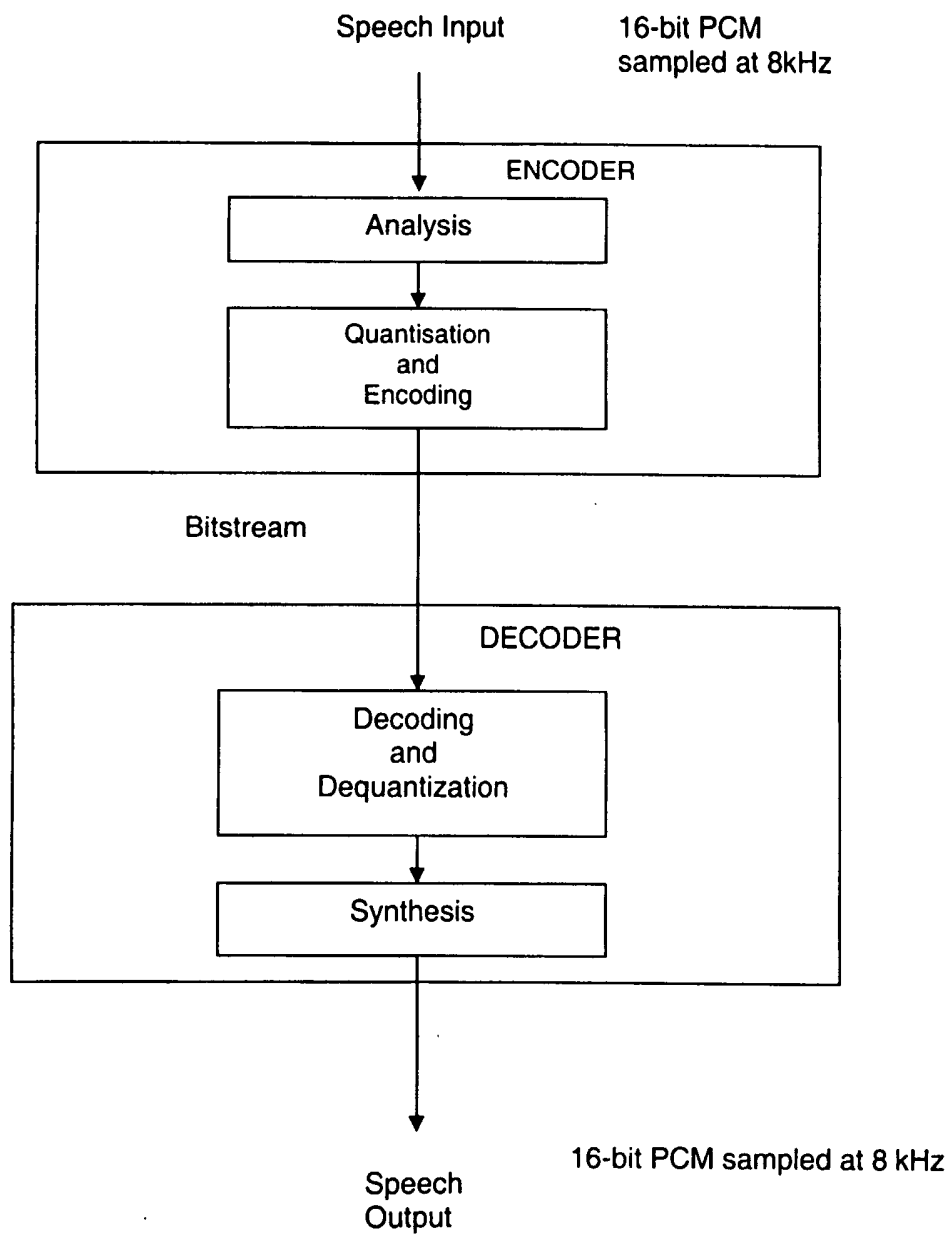 Speech Input
16-bit PCM
sampled at 8kHz
ENCODER
Analysis
Quantisation
and
Encoding
Bitstream
DECODER
Decoding
and
Dequantization
Synthesis
16-bit PCM sampled at 8 kHz
Speech
Output